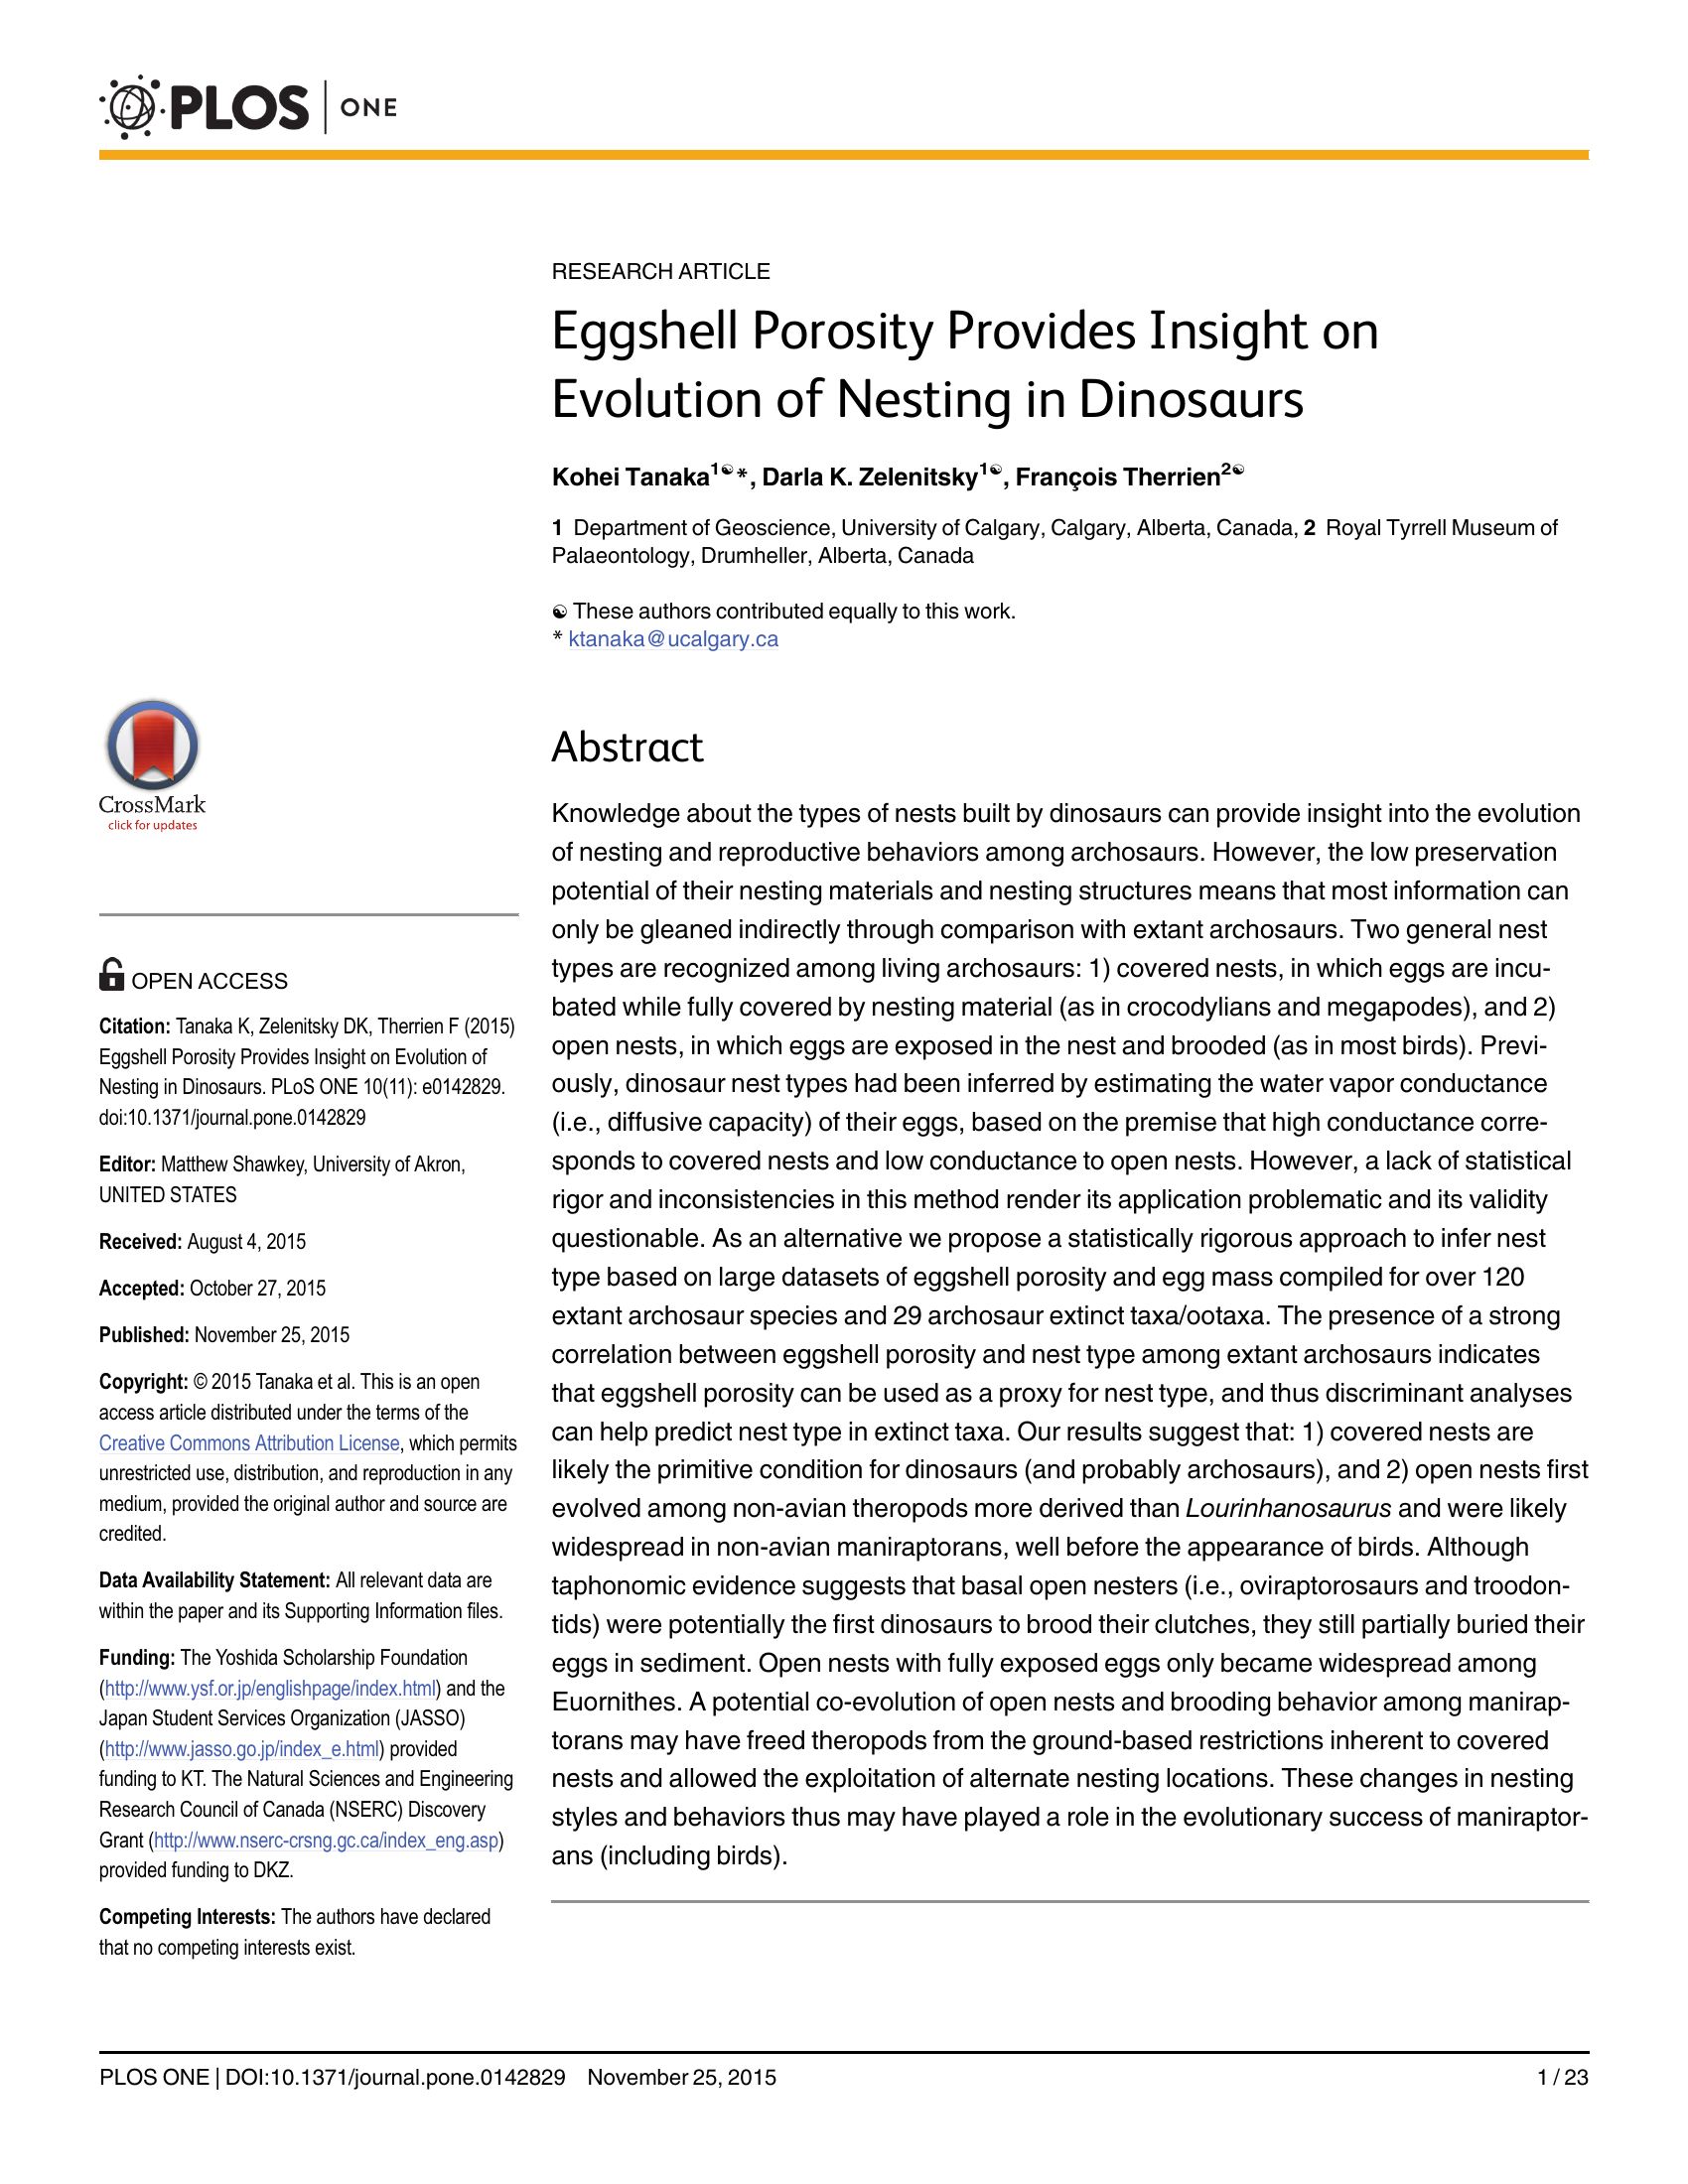 PLOS | ONE
RESEARCH ARTICLE
Eggshell Porosity Provides Insight on
Evolution of Nesting in Dinosaurs
Kohei Tanaka1☯*, Darla K. Zelenitsky1☯, François Therrien2☯
1 Department of Geoscience, University of Calgary, Calgary, Alberta, Canada, 2 Royal Tyrrell Museum of
Palaeontology, Drumheller, Alberta, Canada
☯ These authors contributed equally to this work.
* ktanaka@ucalgary.ca
CrossMark
click for updates
OPEN ACCESS
Citation: Tanaka K, Zelenitsky DK, Therrien F (2015)
Eggshell Porosity Provides Insight on Evolution of
Nesting in Dinosaurs. PLoS ONE 10(11): e0142829.
doi:10.1371/journal.pone.0142829
Editor: Matthew Shawkey, University of Akron,
UNITED STATES
Received: August 4, 2015
Accepted: October 27, 2015
Published: November 25, 2015
Copyright: © 2015 Tanaka et al. This is an open
access article distributed under the terms of the
Creative Commons Attribution License, which permits
unrestricted use, distribution, and reproduction in any
medium, provided the original author and source are
credited.
Data Availability Statement: All relevant data are
within the paper and its Supporting Information files.
Funding: The Yoshida Scholarship Foundation
(http://www.ysf.or.jp/englishpage/index.html) and the
Japan Student Services Organization (JASSO)
(http://www.jasso.go.jp/index_e.html) provided
funding to KT. The Natural Sciences and Engineering
Research Council of Canada (NSERC) Discovery
Grant (http://www.nserc-crsng.gc.ca/index_eng.asp)
provided funding to DKZ.
Competing Interests: The authors have declared
that no competing interests exist.
Abstract
Knowledge about the types of nests built by dinosaurs can provide insight into the evolution
of nesting and reproductive behaviors among archosaurs. However, the low preservation
potential of their nesting materials and nesting structures means that most information can
only be gleaned indirectly through comparison with extant archosaurs. Two general nest
types are recognized among living archosaurs: 1) covered nests, in which eggs are incu-
bated while fully covered by nesting material (as in crocodylians and megapodes), and 2)
open nests, in which eggs are exposed in the nest and brooded (as in most birds). Previ-
ously, dinosaur nest types had been inferred by estimating the water vapor conductance
(i.e., diffusive capacity) of their eggs, based on the premise that high conductance corre-
sponds to covered nests and low conductance to open nests. However, a lack of statistical
rigor and inconsistencies in this method render its application problematic and its validity
questionable. As an alternative we propose a statistically rigorous approach to infer nest
type based on large datasets of eggshell porosity and egg mass compiled for over 120
extant archosaur species and 29 archosaur extinct taxa/ootaxa. The presence of a strong
correlation between eggshell porosity and nest type among extant archosaurs indicates
that eggshell porosity can be used as a proxy for nest type, and thus discriminant analyses
can help predict nest type in extinct taxa. Our results suggest that: 1) covered nests are
likely the primitive condition for dinosaurs (and probably archosaurs), and 2) open nests first
evolved among non-avian theropods more derived than Lourinhanosaurus and were likely
widespread in non-avian maniraptorans, well before the appearance of birds. Although
taphonomic evidence suggests that basal open nesters (i.e., oviraptorosaurs and troodon-
tids) were potentially the first dinosaurs to brood their clutches, they still partially buried their
eggs in sediment. Open nests with fully exposed eggs only became widespread among
Euornithes. A potential co-evolution of open nests and brooding behavior among manirap-
torans may have freed theropods from the ground-based restrictions inherent to covered
nests and allowed the exploitation of alternate nesting locations. These changes in nesting
styles and behaviors thus may have played a role in the evolutionary success of maniraptor-
ans (including birds).
PLOS ONE | DOI:10.1371/journal.pone.0142829 November 25, 2015
1 / 23